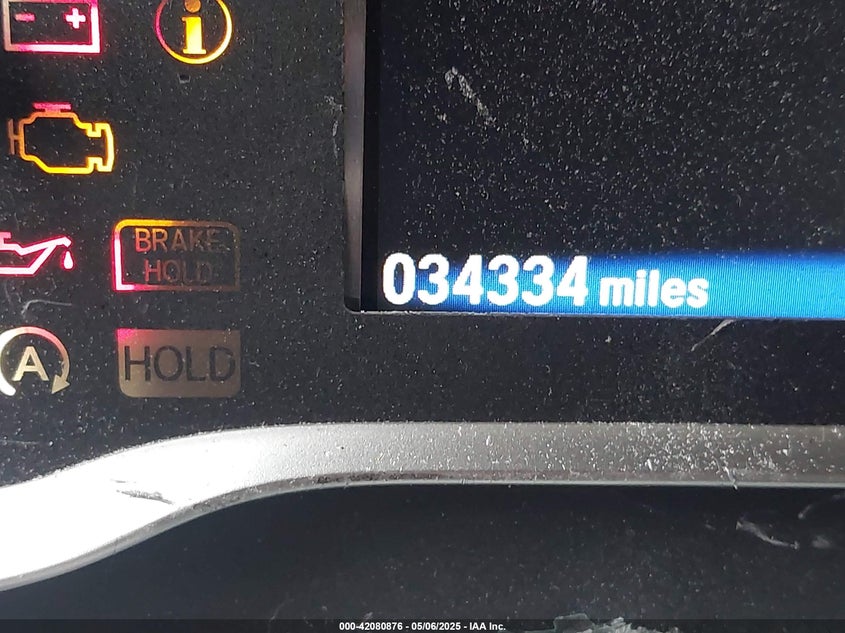 - +
i
BRAKE
HOLD
034334 miles
A
HOLD
000-42080876 - 05/06/2025 - IAA Inc.